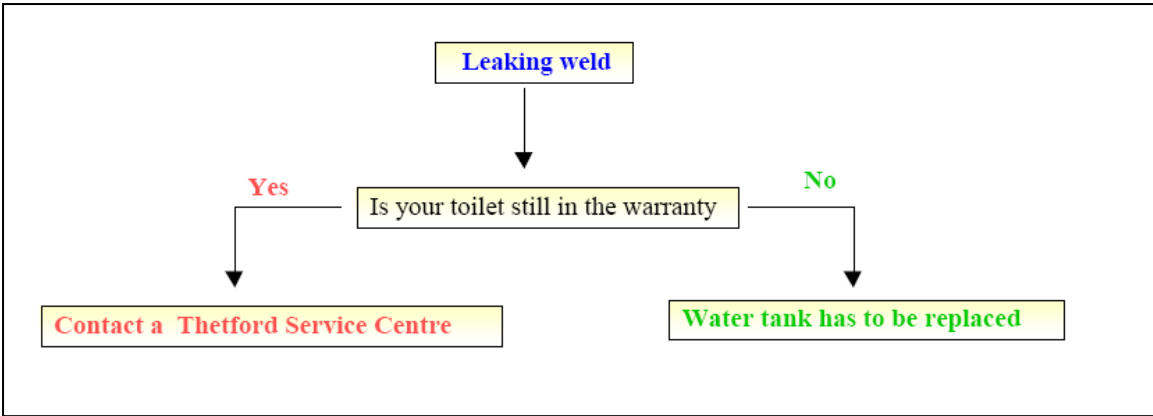 Leaking weld
Yes
No
Is your toilet still in the warranty
Contact a Thetford Service Centre
Water tank has to be replaced